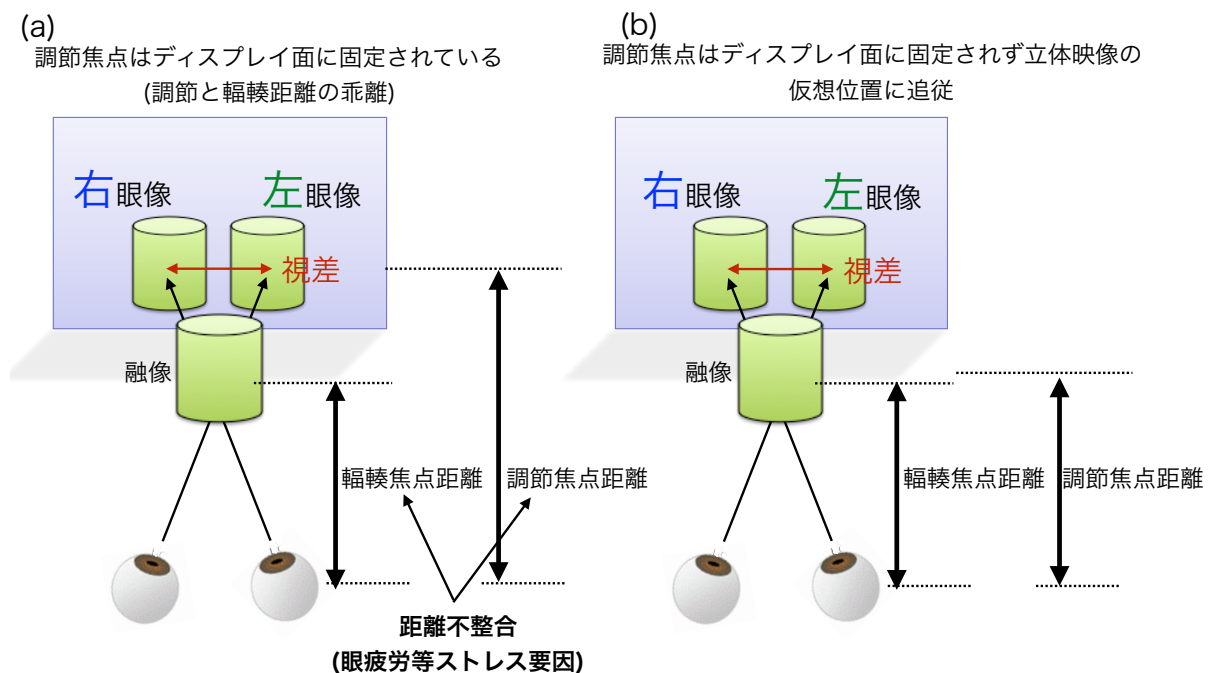 (a)
調節焦点はディスプレイ面に固定されている
(調節と輻輳距離の乖離)
右眼像
左眼像
視差
融像
輻輳焦点距離
調節焦点距離
距離不整合
(眼疲労等ストレス要因)
(b)
調節焦点はディスプレイ面に固定されず立体映像の
仮想位置に追従
右眼像
左眼像
視差
融像
輻輳焦点距離
調節焦点距離